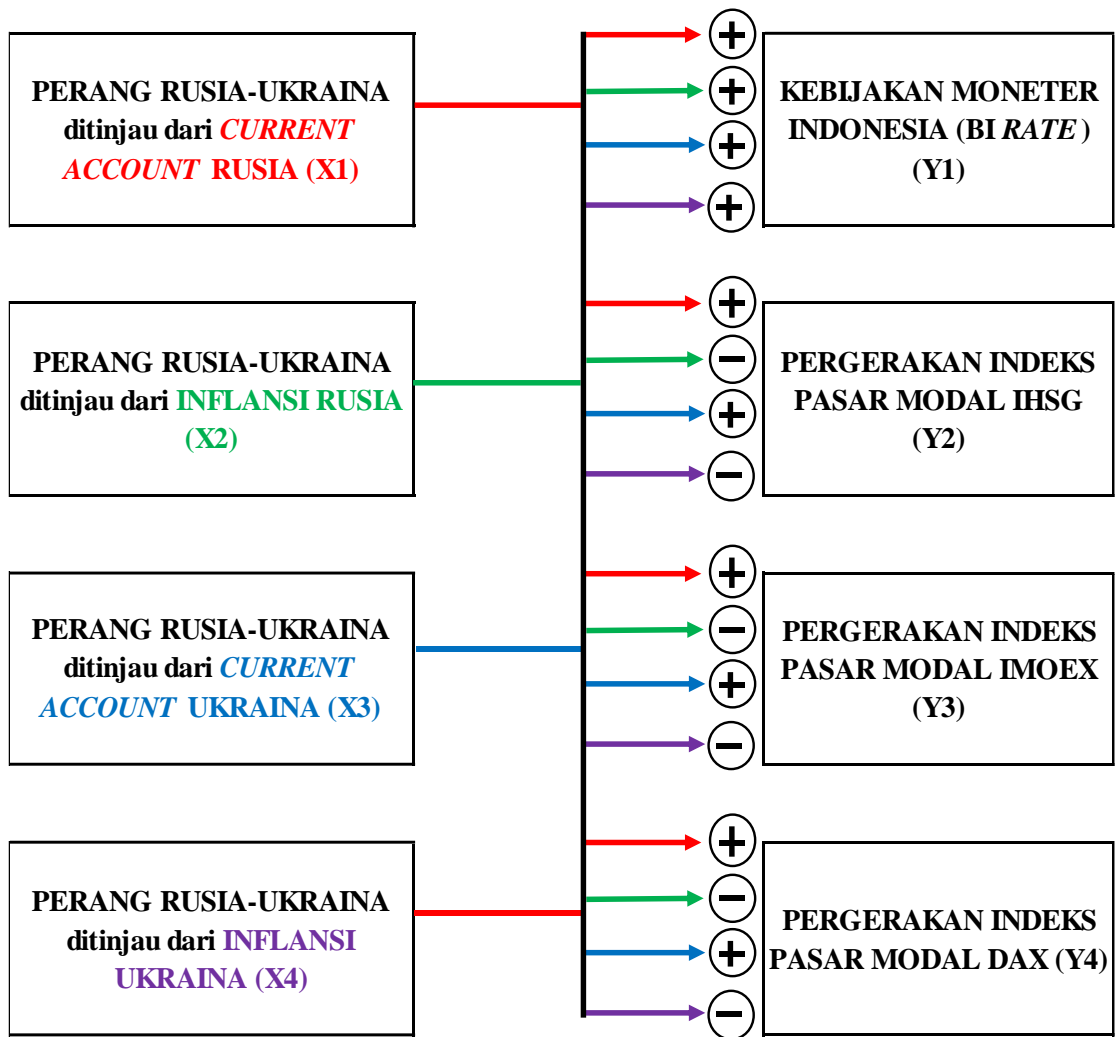 PERANG RUSIA-UKRAINA
ditinjau dari CURRENT
ACCOUNT RUSIA (X1)
+
+
+
+
KEBIJAKAN MONETER
INDONESIA (BI RATE )
(Y1)
PERANG RUSIA-UKRAINA
ditinjau dari INFLANSI RUSIA
(X2)
+
−
+
−
PERGERAKAN INDEKS
PASAR MODAL IHSG
(Y2)
PERANG RUSIA-UKRAINA
ditinjau dari CURRENT
ACCOUNT UKRAINA (X3)
+
−
+
−
PERGERAKAN INDEKS
PASAR MODAL IMOEX
(Y3)
PERANG RUSIA-UKRAINA
ditinjau dari INFLANSI
UKRAINA (X4)
+
−
+
−
PERGERAKAN INDEKS
PASAR MODAL DAX (Y4)